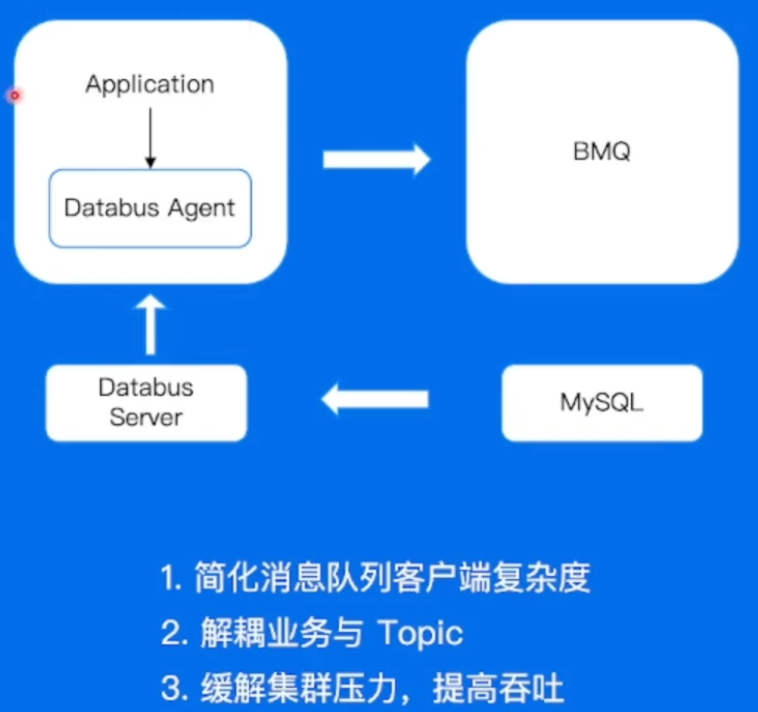 Application
BMQ
Databus Agent
Databus
Server
MySQL
1. 简化消息队列客户端复杂度
2. 解耦业务与 Topic
3. 缓解集群压力，提高吞吐